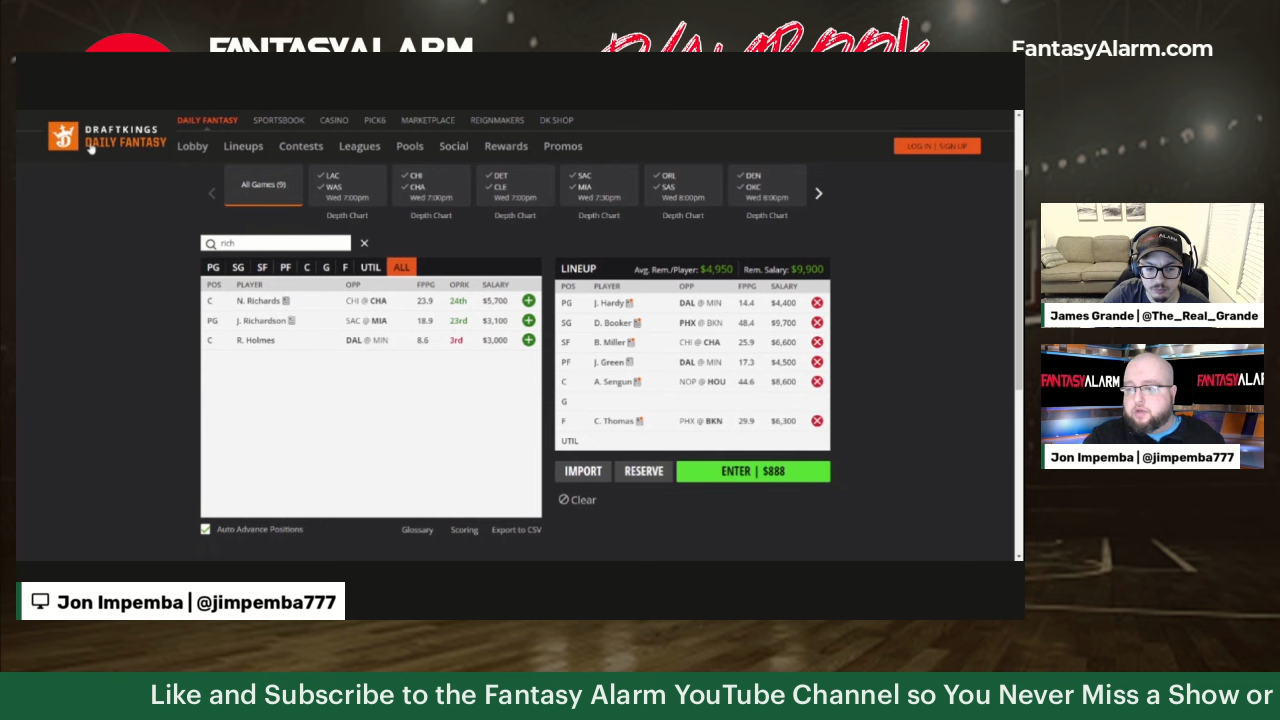 FANTASYALARM
PLAYBOOK
FantasyAlarm.com
DRAFTKINGS
DAILY FANTASY
DAILY FANTASY SPORTSBOOK CASINO PICK6 MARKETPLACE REIGNMAKERS DK SHOP
Lobby Lineups Contests Leagues Pools Social Rewards Promos
LOG IN | SIGN UP
All Games (9)
LAC
WAS
Wed 7:00pm
Depth Chart
CHI
CHA
Wed 7:00pm
Depth Chart
DET
CLE
Wed 7:00pm
Depth Chart
SAC
MIA
Wed 7:30pm
Depth Chart
ORL
SAS
Wed 8:00pm
Depth Chart
DEN
OKC
Wed 8:00pm
Depth Chart
rich
PG SG SF PF C G F UTIL ALL
POS PLAYER OPP FPPG OPRK SALARY
C N. Richards CHI @ CHA 23.9 24th $5,700
PG J. Richardson SAC @ MIA 18.9 23rd $3,100
C R. Holmes DAL @ MIN 8.6 3rd $3,000
Auto Advance Positions
Glossary Scoring Export to CSV
LINEUP Avg. Rem./Player: $4,950 Rem. Salary: $9,900
POS PLAYER OPP FPPG SALARY
PG J. Hardy DAL @ MIN 14.4 $4,400
SG D. Booker PHX @ BKN 48.4 $9,700
SF B. Miller CHI @ CHA 25.9 $6,600
PF J. Green DAL @ MIN 17.3 $4,500
C A. Sengun NOP @ HOU 44.6 $8,600
G
F C. Thomas PHX @ BKN 29.9 $6,300
UTIL
IMPORT RESERVE ENTER | $888
Clear
James Grande | @The_Real_Grande
FANTASYALARM
FANTASYALAR
Jon Impemba | @jimpemba777
Jon Impemba | @jimpemba777
Like and Subscribe to the Fantasy Alarm YouTube Channel so You Never Miss a Show or